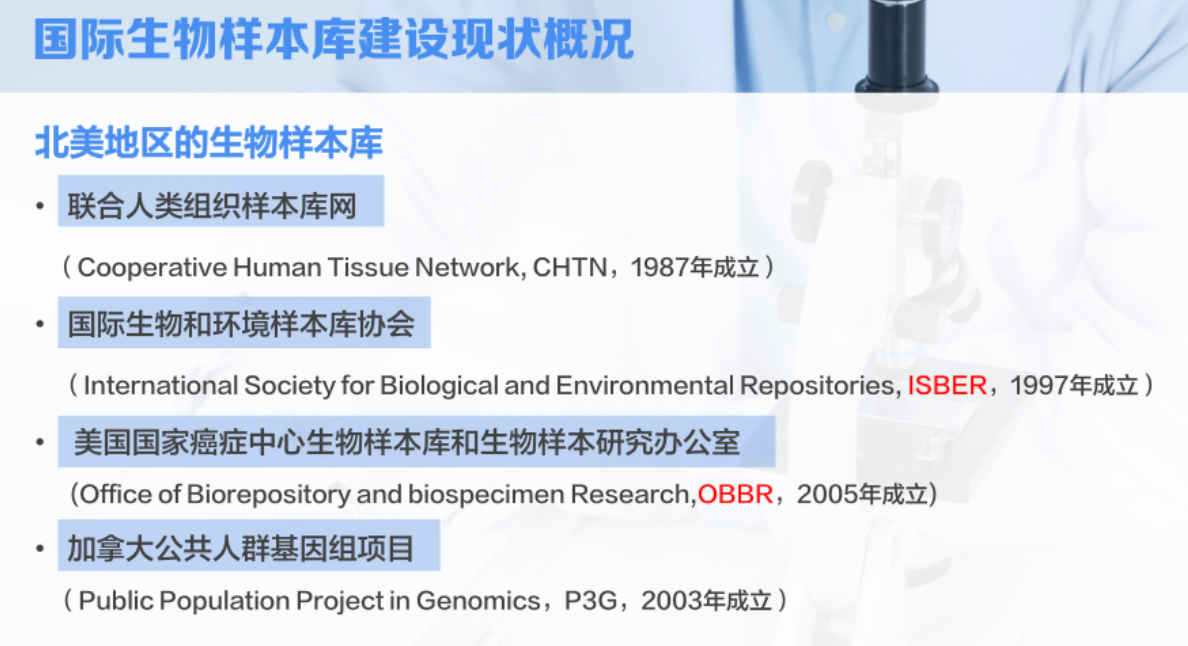 国际生物样本库建设现状概况
北美地区的生物样本库
• 联合人类组织样本库网
（Cooperative Human Tissue Network, CHTN，1987年成立）
• 国际生物和环境样本库协会
（International Society for Biological and Environmental Repositories, ISBER，1997年成立）
• 美国国家癌症中心生物样本库和生物样本研究办公室
(Office of Biorepository and biospecimen Research,OBBR，2005年成立)
• 加拿大公共人群基因组项目
（Public Population Project in Genomics，P3G，2003年成立）